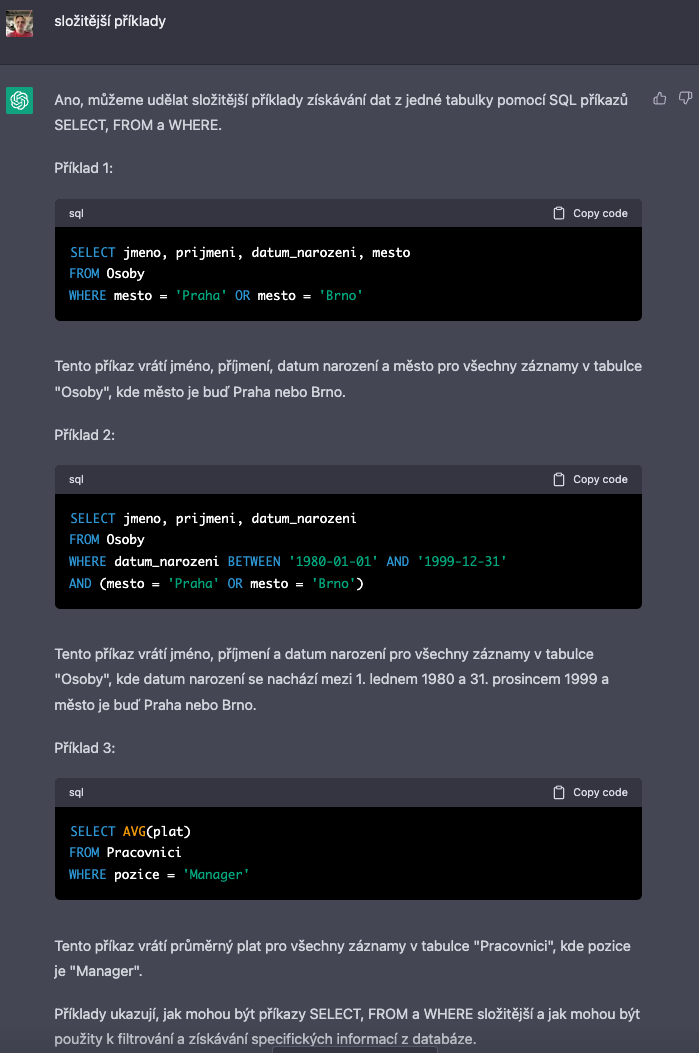 složitější příklady
Ano, můžeme udělat složitější příklady získávání dat z jedné tabulky pomocí SQL příkazů
SELECT, FROM a WHERE.
Příklad 1:
sql
Copy code
SELECT jmeno, prijmeni, datum_narozeni, mesto
FROM Osoby
WHERE mesto = 'Praha' OR mesto = 'Brno'
Tento příkaz vrátí jméno, příjmení, datum narození a město pro všechny záznamy v tabulce
"Osoby", kde město je buď Praha nebo Brno.
Příklad 2:
sql
Copy code
SELECT jmeno, prijmeni, datum_narozeni
FROM Osoby
WHERE datum_narozeni BETWEEN '1980-01-01' AND '1999-12-31'
AND (mesto = 'Praha' OR mesto = 'Brno')
Tento příkaz vrátí jméno, příjmení a datum narození pro všechny záznamy v tabulce
"Osoby", kde datum narození se nachází mezi 1. lednem 1980 a 31. prosincem 1999 a
město je buď Praha nebo Brno.
Příklad 3:
sql
Copy code
SELECT AVG(plat)
FROM Pracovnici
WHERE pozice = 'Manager'
Tento příkaz vrátí průměrný plat pro všechny záznamy v tabulce "Pracovnici", kde pozice
je "Manager".
Příklady ukazují, jak mohou být příkazy SELECT, FROM a WHERE složitější a jak mohou být
použity k filtrování a získávání specifických informací z databáze.